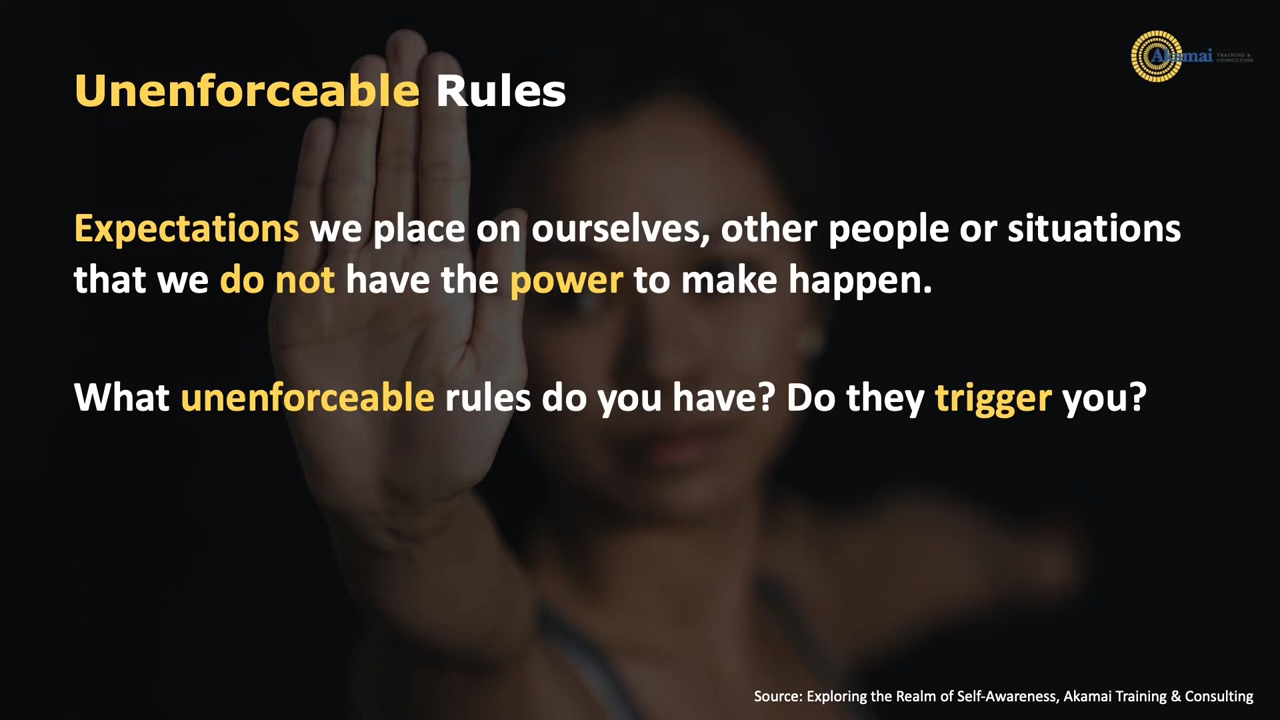 Akamai TRAINING &
CONSULTING
Unenforceable Rules
Expectations we place on ourselves, other people or situations
that we do not have the power to make happen.
What unenforceable rules do you have? Do they trigger you?
Source: Exploring the Realm of Self-Awareness, Akamai Training & Consulting